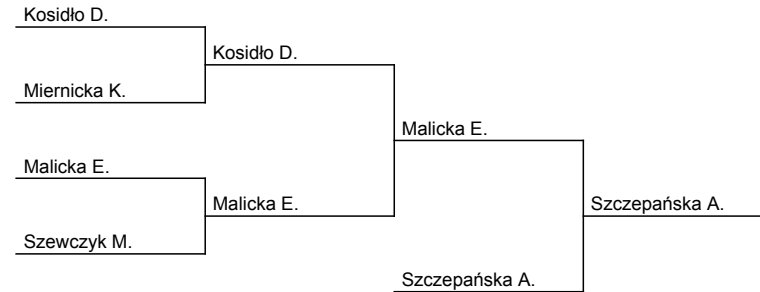 Kosidło D.
Kosidło D.
Miernicka K.
Malicka E.
Malicka E.
Malicka E.
Szczepańska A.
Szewczyk M.
Szczepańska A.